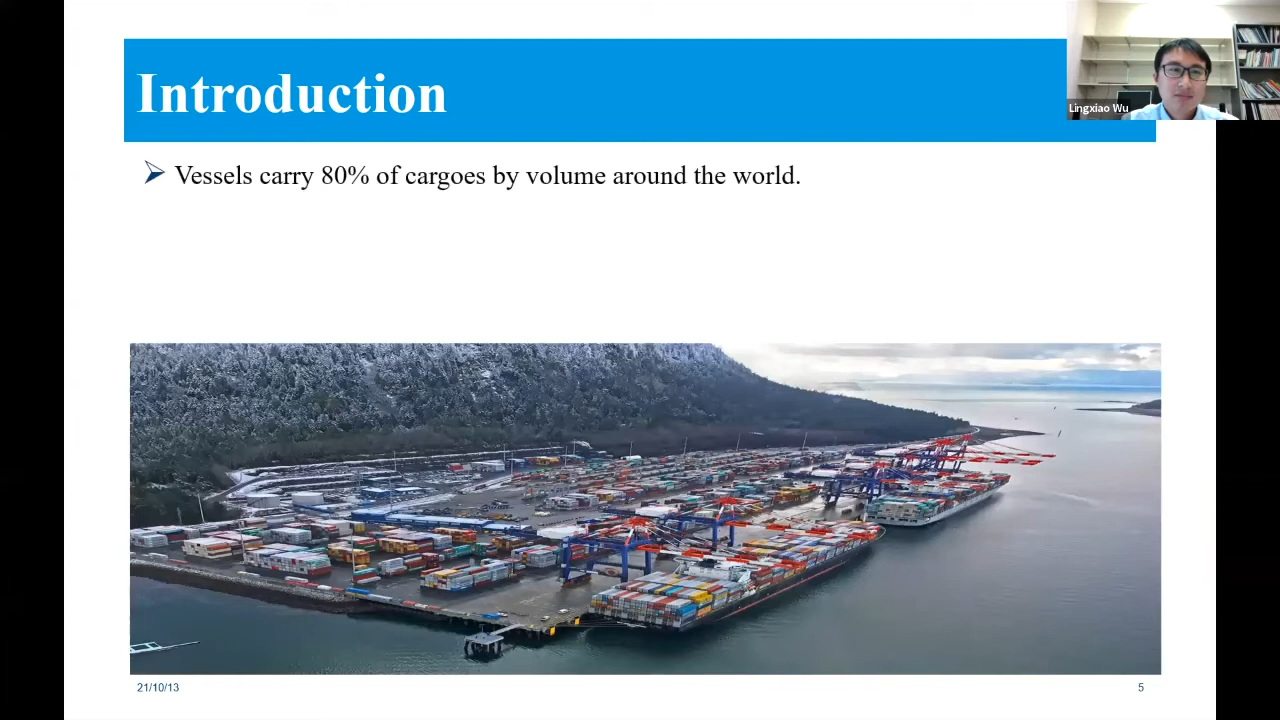 Introduction
Lingxiao Wu
Vessels carry 80% of cargoes by volume around the world.
21/10/13
5